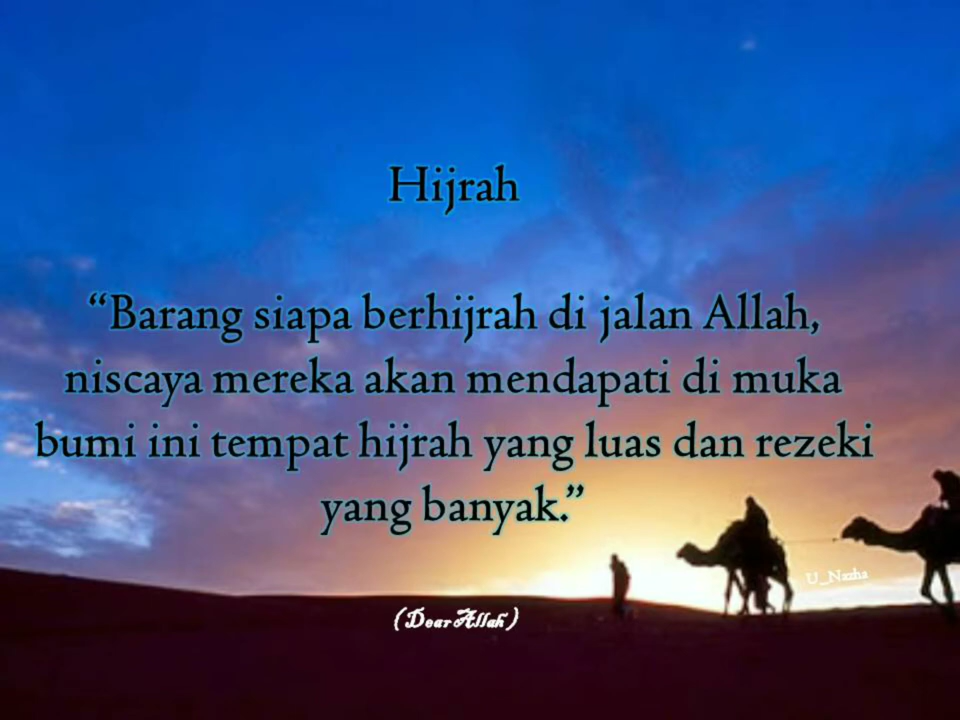 Hijrah
“Barang siapa berhijrah di jalan Allah,
niscaya mereka akan mendapati di muka
bumi ini tempat hijrah yang luas dan rezeki
yang banyak.”
U_Nazha
(Dear Allah)